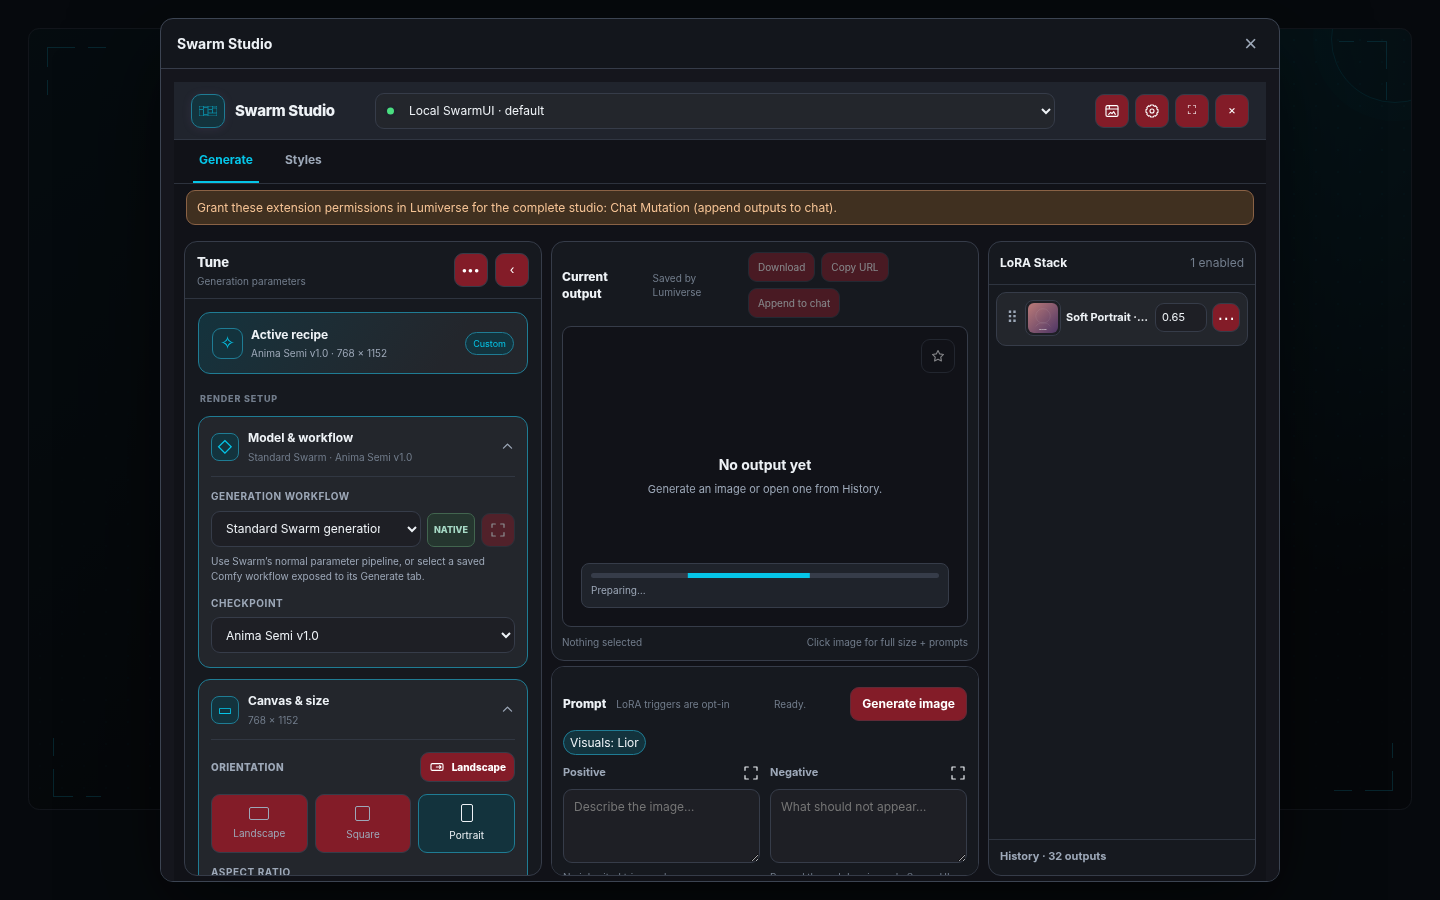 Swarm Studio
Swarm Studio
Local SwarmUI · default
Generate
Styles
Grant these extension permissions in Lumiverse for the complete studio: Chat Mutation (append outputs to chat).
Tune
Generation parameters
Active recipe
Anima Semi v1.0 · 768 × 1152
Custom
RENDER SETUP
Model & workflow
Standard Swarm · Anima Semi v1.0
GENERATION WORKFLOW
Standard Swarm generation
NATIVE
Use Swarm's normal parameter pipeline, or select a saved
Comfy workflow exposed to its Generate tab.
CHECKPOINT
Anima Semi v1.0
Canvas & size
768 × 1152
ORIENTATION
Landscape
Landscape
Square
Portrait
ASPECT RATIO
Current
output
Saved by
Lumiverse
Download
Copy URL
Append to chat
No output yet
Generate an image or open one from History.
Preparing...
Nothing selected
Click image for full size + prompts
Prompt
LoRA triggers are opt-in
Ready.
Generate image
Visuals: Lior
Positive
Negative
Describe the image...
What should not appear...
LoRA Stack
1 enabled
Soft Portrait ·...
0.65
History · 32 outputs